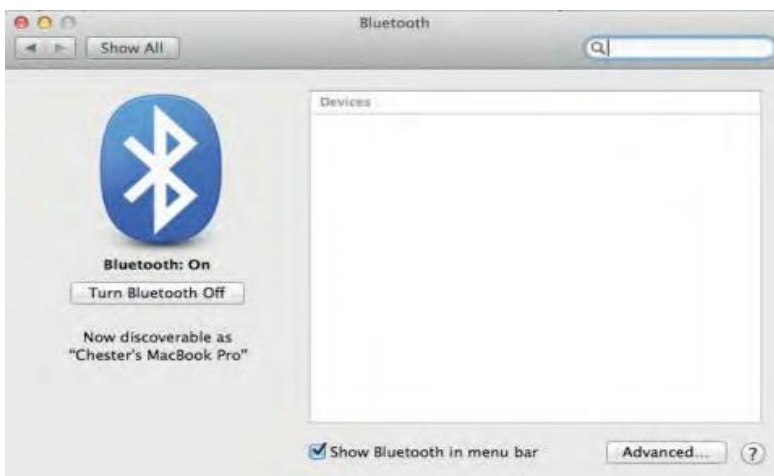 Bluetooth
Show All
Devices
Bluetooth: On
Turn Bluetooth Off
Now discoverable as
"Chester's MacBook Pro"
Show Bluetooth in menu bar
Advanced...
?